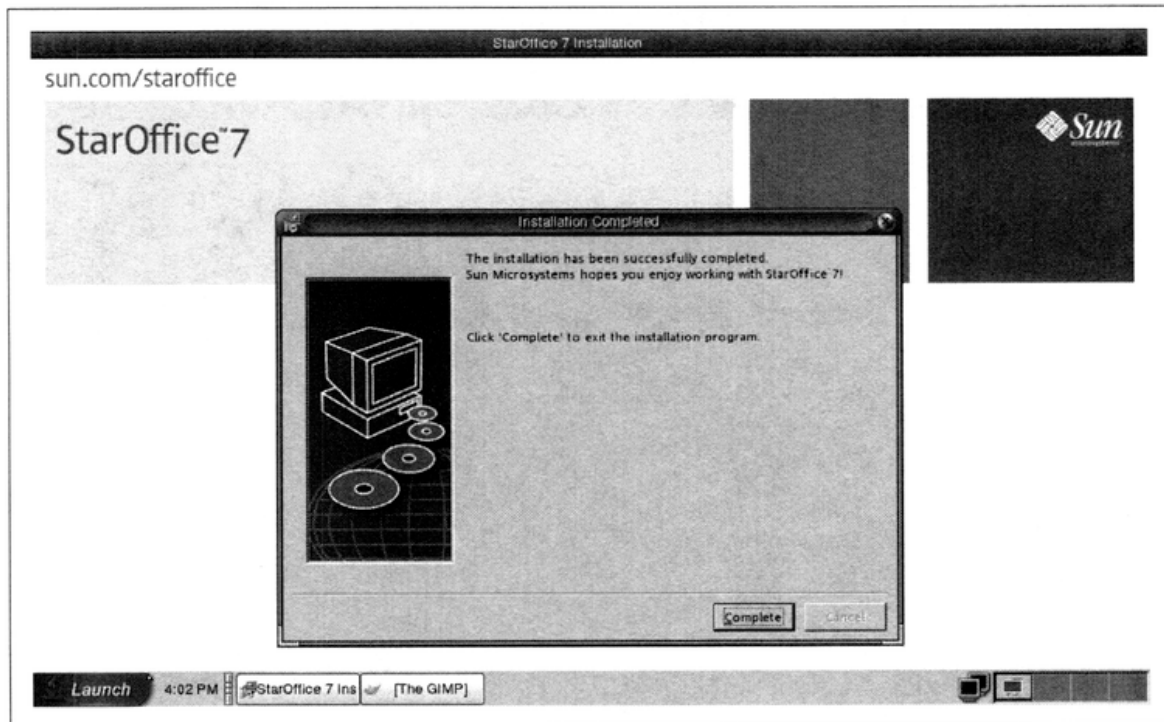 StarOffice 7 Installation
sun.com/staroffice
StarOffice™7
Sun
microsystems
Installation Completed
The installation has been successfully completed.
Sun Microsystems hopes you enjoy working with StarOffice™7!
Click 'Complete' to exit the installation program.
Complete
Cancel
Launch
4:02 PM
StarOffice 7 Ins
[The GIMP]